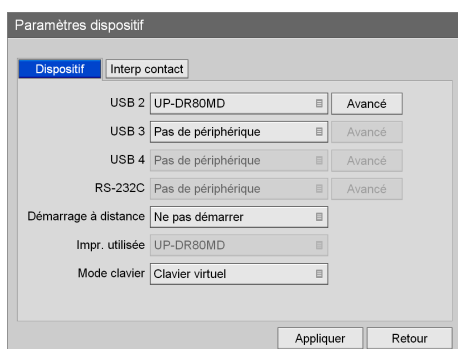 Paramètres dispositif
Dispositif
Interp contact
USB 2 UP-DR80MD Avancé
USB 3 Pas de périphérique Avancé
USB 4 Pas de périphérique Avancé
RS-232C Pas de périphérique Avancé
Démarrage à distance Ne pas démarrer
Impr. utilisée UP-DR80MD
Mode clavier Clavier virtuel
Appliquer Retour